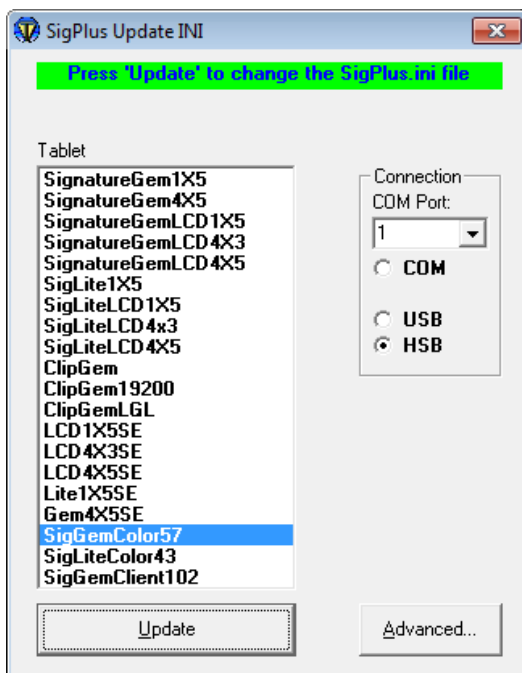 SigPlus Update INI
Press 'Update' to change the SigPlus.ini file
Tablet
SignatureGem1X5
SignatureGem4X5
SignatureGemLCD1X5
SignatureGemLCD4X3
SignatureGemLCD4X5
SigLite1X5
SigLiteLCD1X5
SigLiteLCD4x3
SigLiteLCD4X5
ClipGem
ClipGem19200
ClipGemLGL
LCD1X5SE
LCD4X3SE
LCD4X5SE
Lite1X5SE
Gem4X5SE
SigGemColor57
SigLiteColor43
SigGemClient102
Connection
COM Port:
1
COM
USB
HSB
Update
Advanced...